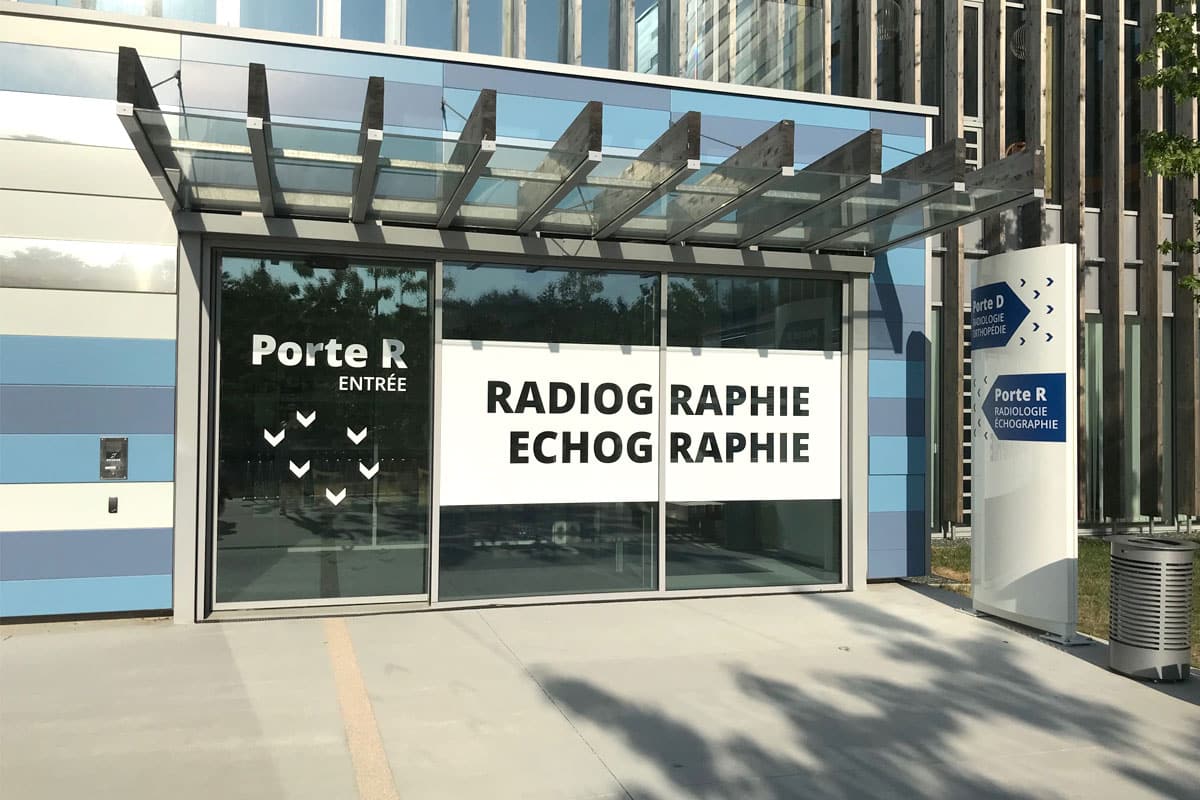 Porte R
ENTRÉE
RADIOGRAPHIE
ECHOGRAPHIE
Porte D
RADIOLOGIE
ORTHOPÉDIE
Porte R
RADIOLOGIE
ÉCHOGRAPHIE